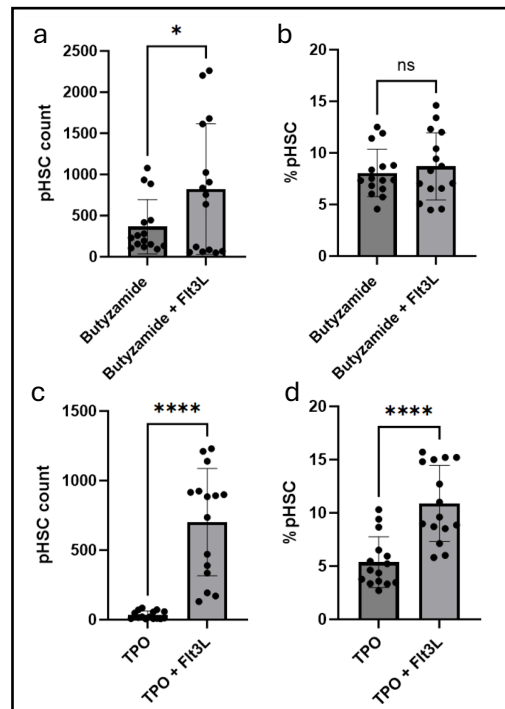 a
*
pHSC count
2500
2000
1500
1000
500
0
Butyzamide
Butyzamide + Flt3L
b
ns
% pHSC
20
15
10
5
0
Butyzamide
Butyzamide + Flt3L
c
****
pHSC count
1500
1000
500
0
TPO
TPO + Flt3L
d
****
% pHSC
20
15
10
5
0
TPO
TPO + Flt3L